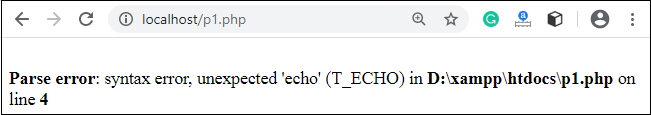 localhost/p1.php
Parse error: syntax error, unexpected 'echo' (T_ECHO) in D:\xampp\htdocs\p1.php on
line 4